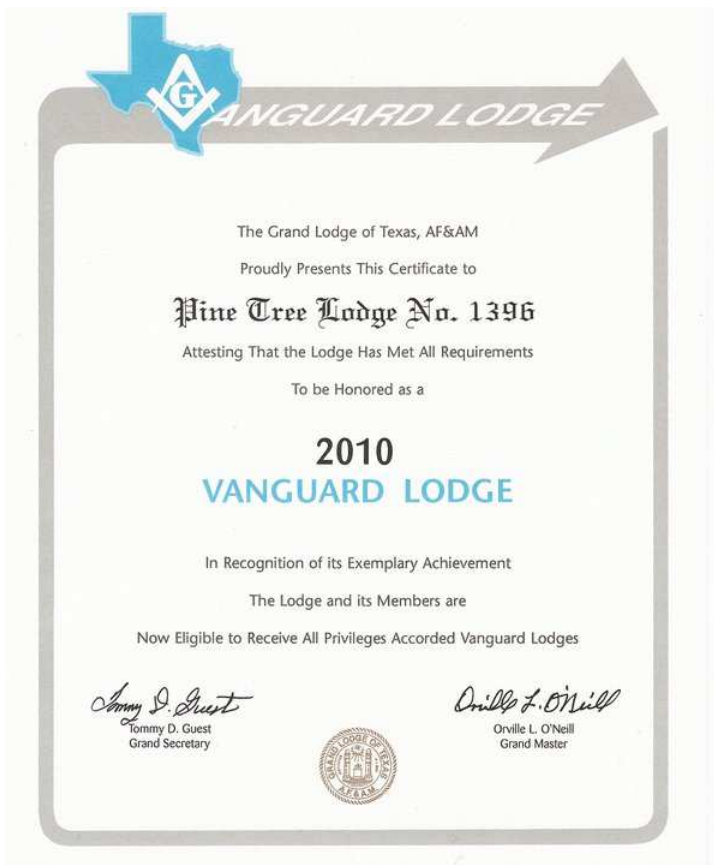 G
VANGUARD LODGE
The Grand Lodge of Texas, AF&AM
Proudly Presents This Certificate to
Pine Tree Lodge No. 1396
Attesting That the Lodge Has Met All Requirements
To be Honored as a
2010
VANGUARD LODGE
In Recognition of its Exemplary Achievement
The Lodge and its Members are
Now Eligible to Receive All Privileges Accorded Vanguard Lodges
Tommy D. Guest
Tommy D. Guest
Grand Secretary
Orville L. O'Neill
Orville L. O'Neill
Grand Master
GRAND LODGE OF TEXAS
A.F.&A.M.